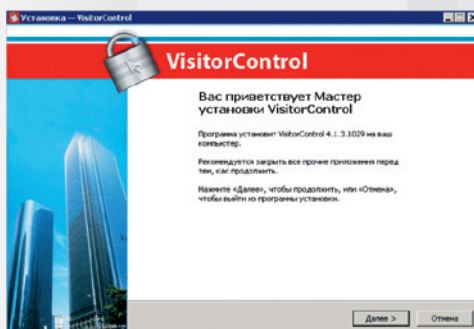 Установка — VisitorControl
VisitorControl
Вас приветствует Мастер
установки VisitorControl
Программа установит VisitorControl 4.1.3.1029 на ваш
компьютер.
Рекомендуется закрыть все прочие приложения перед
тем, как продолжить.
Нажмите «Далее», чтобы продолжить, или «Отмена»,
чтобы выйти из программы установки.
Далее >
Отмена